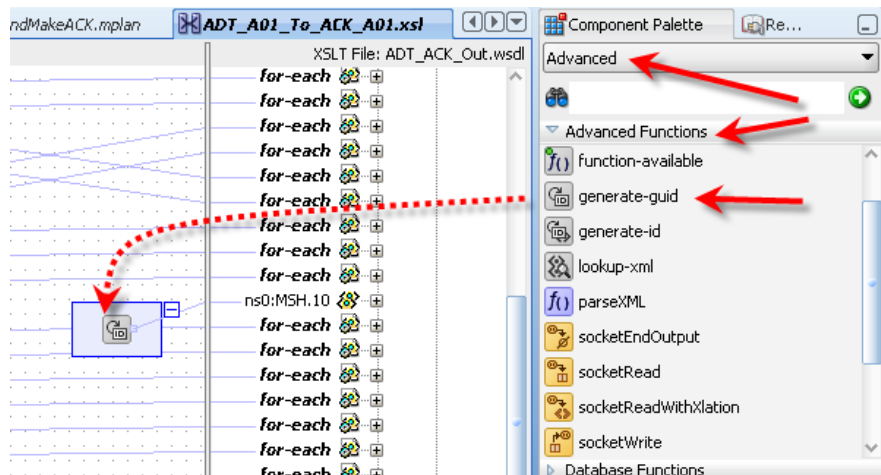 ndMakeACK.mplan
ADT_A01_To_ACK_A01.xsl
XSLT File: ADT_ACK_Out.wsdl
for-each
for-each
for-each
for-each
for-each
for-each
for-each
for-each
for-each
ns0:MSH.10
for-each
for-each
for-each
for-each
for-each
for-each
for-each
Component Palette
Re...
Advanced
Advanced Functions
function-available
generate-guid
generate-id
lookup-xml
parseXML
socketEndOutput
socketRead
socketReadWithXlation
socketWrite
Database Functions